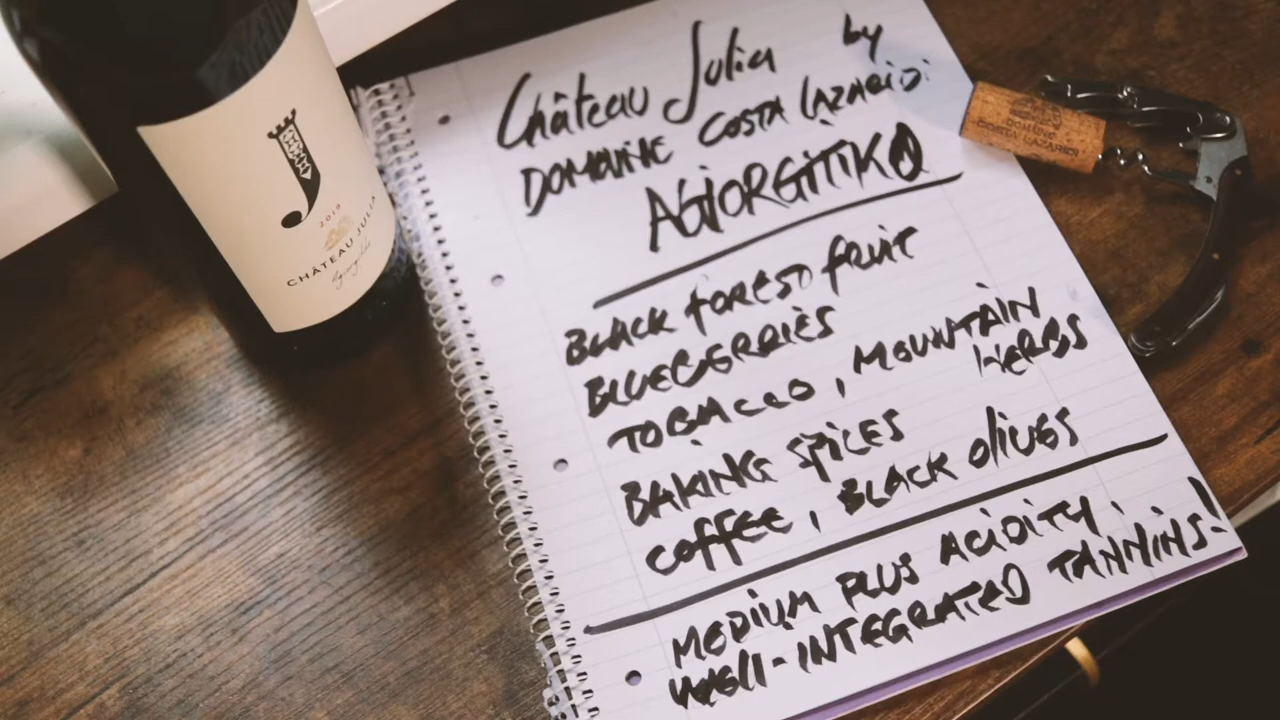 J
2019
CHÂTEAU JULIA
Agiorgitiko
Château Julia by
DOMAINE COSTA LAZARIDI
AGIORGITIKO
BLACK FOREST FRUIT
BLUEBERRIES
TOBACCO, MOUNTAIN
HERBS
BAKING SPICES
COFFEE, BLACK OLIVES
MEDIUM PLUS ACIDITY,
WELL-INTEGRATED TANNINS!
DOMAINE
COSTA LAZARIDI